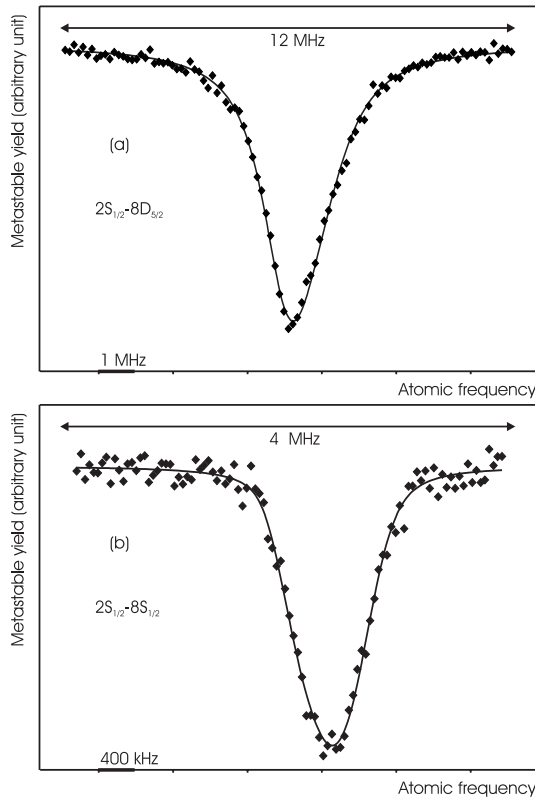 12 MHz
Metastable yield (arbitrary unit)
(a)
2S₁/₂-8D₅/₂
1 MHz
Atomic frequency
4 MHz
Metastable yield (arbitrary unit)
(b)
2S₁/₂-8S₁/₂
400 kHz
Atomic frequency